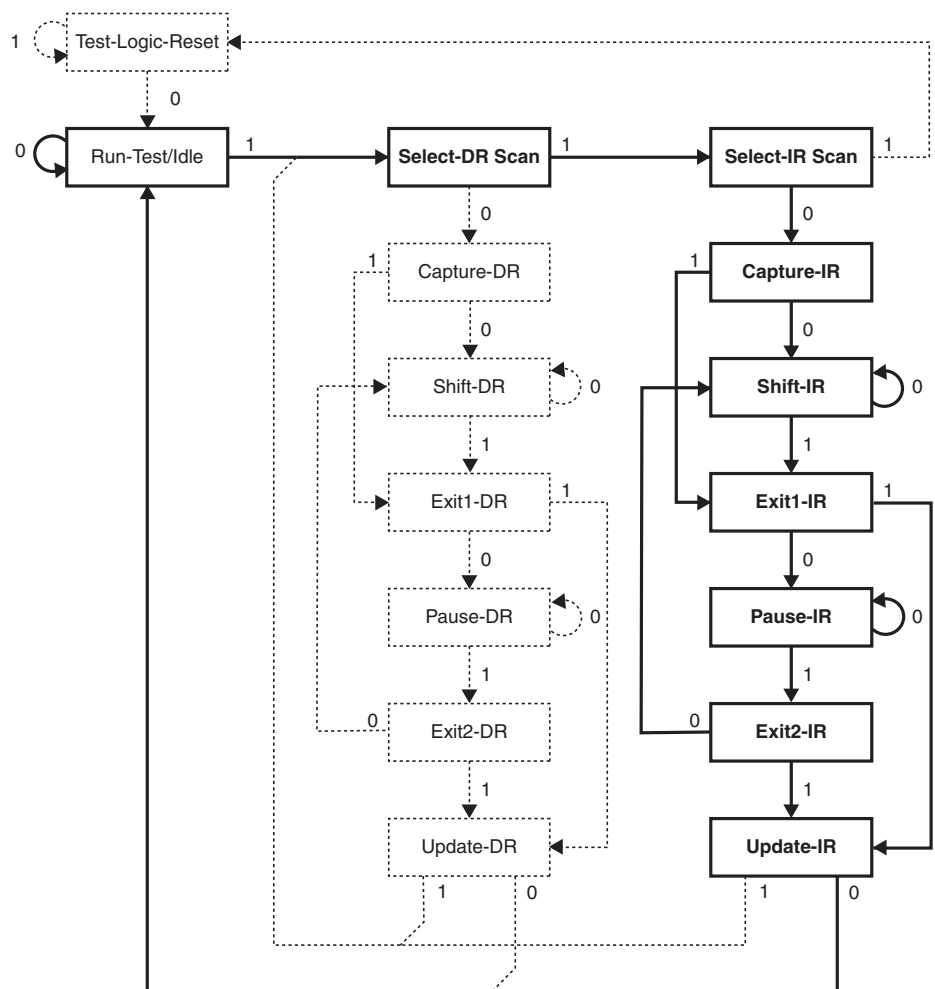 1 Test-Logic-Reset
0
0 Run-Test/Idle 1 Select-DR Scan 1 Select-IR Scan 1
0 0
1 Capture-DR 1 Capture-IR
0 0
Shift-DR 0 Shift-IR 0
1 1
Exit1-DR 1 Exit1-IR 1
0 0
Pause-DR 0 Pause-IR 0
1 1
0 Exit2-DR 0 Exit2-IR
1 1
Update-DR Update-IR
1 0 1 0